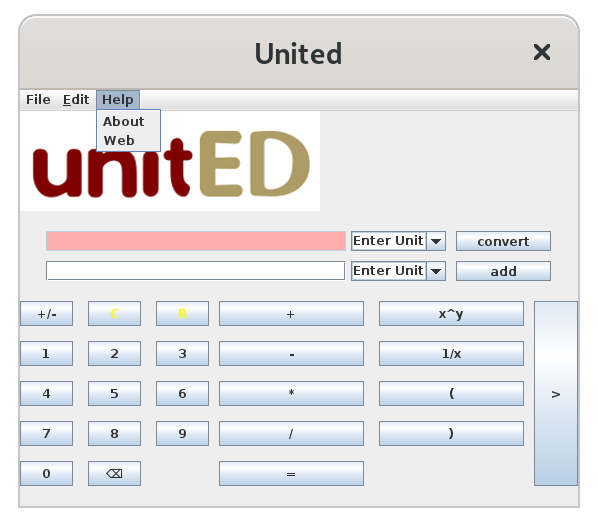 United
File Edit Help
About
Web
unitED
Enter Unit convert
Enter Unit add
+/- C + x^y
1 2 3 - 1/x
4 5 6 * ( >
7 8 9 / )
0 ⌫ =